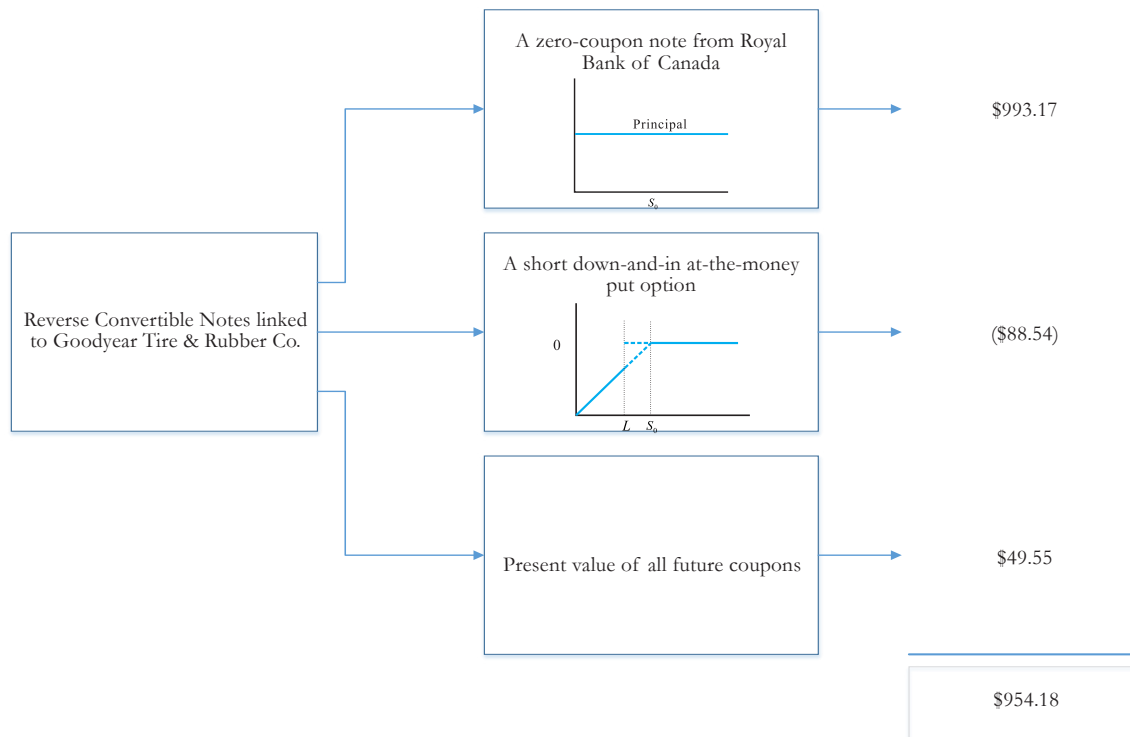 A zero-coupon note from Royal
Bank of Canada
Principal
S₀
$993.17
Reverse Convertible Notes linked
to Goodyear Tire & Rubber Co.
A short down-and-in at-the-money
put option
0
L S₀
($88.54)
Present value of all future coupons
$49.55
$954.18